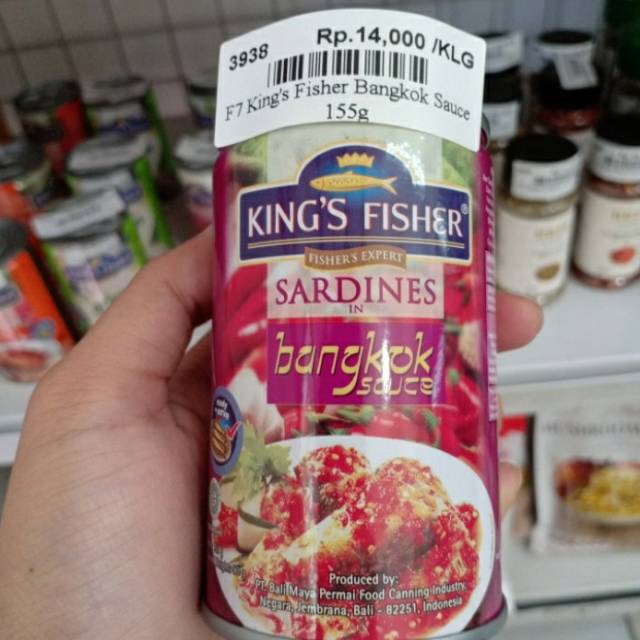 3938 Rp.14,000 /KLG
F7 King's Fisher Bangkok Sauce
155g
KING'S FISHER®
FISHER'S EXPERT
SARDINES
IN
bangkok
sauce
Produced by:
PT. Bali Maya Permai Food Canning Industry,
Negara, Jembrana, Bali - 82251, Indonesia